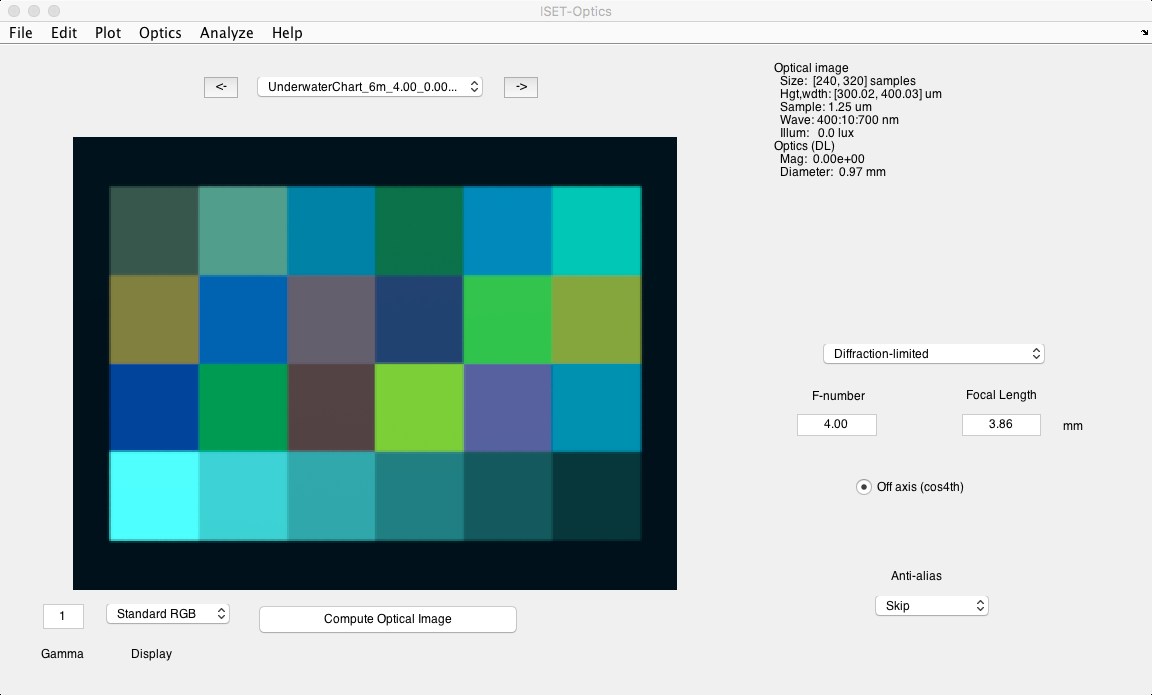 ISET-Optics
File Edit Plot Optics Analyze Help
<- UnderwaterChart_6m_4.00_0.00... ->
Optical image
Size: [240, 320] samples
Hgt,wdth: [300.02, 400.03] um
Sample: 1.25 um
Wave: 400:10:700 nm
Illum: 0.0 lux
Optics (DL)
Mag: 0.00e+00
Diameter: 0.97 mm
Diffraction-limited
F-number Focal Length
4.00 3.86 mm
Off axis (cos4th)
Anti-alias
Skip
1 Standard RGB Compute Optical Image
Gamma Display